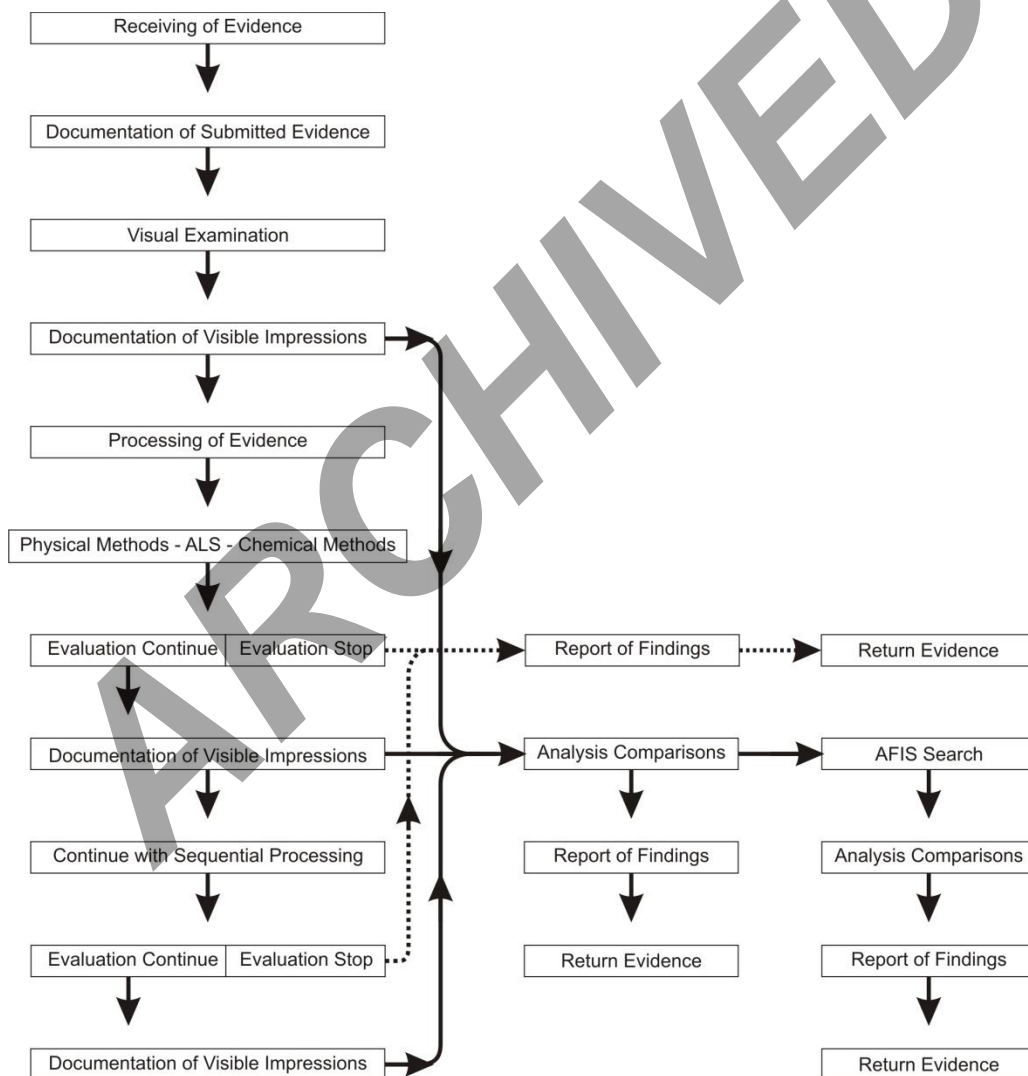 Receiving of Evidence
Documentation of Submitted Evidence
Visual Examination
Documentation of Visible Impressions
Processing of Evidence
Physical Methods - ALS - Chemical Methods
Evaluation Continue Evaluation Stop Report of Findings Return Evidence
Documentation of Visible Impressions Analysis Comparisons AFIS Search
Continue with Sequential Processing Report of Findings Analysis Comparisons
Evaluation Continue Evaluation Stop Return Evidence Report of Findings
Documentation of Visible Impressions Return Evidence
ARCHIVED